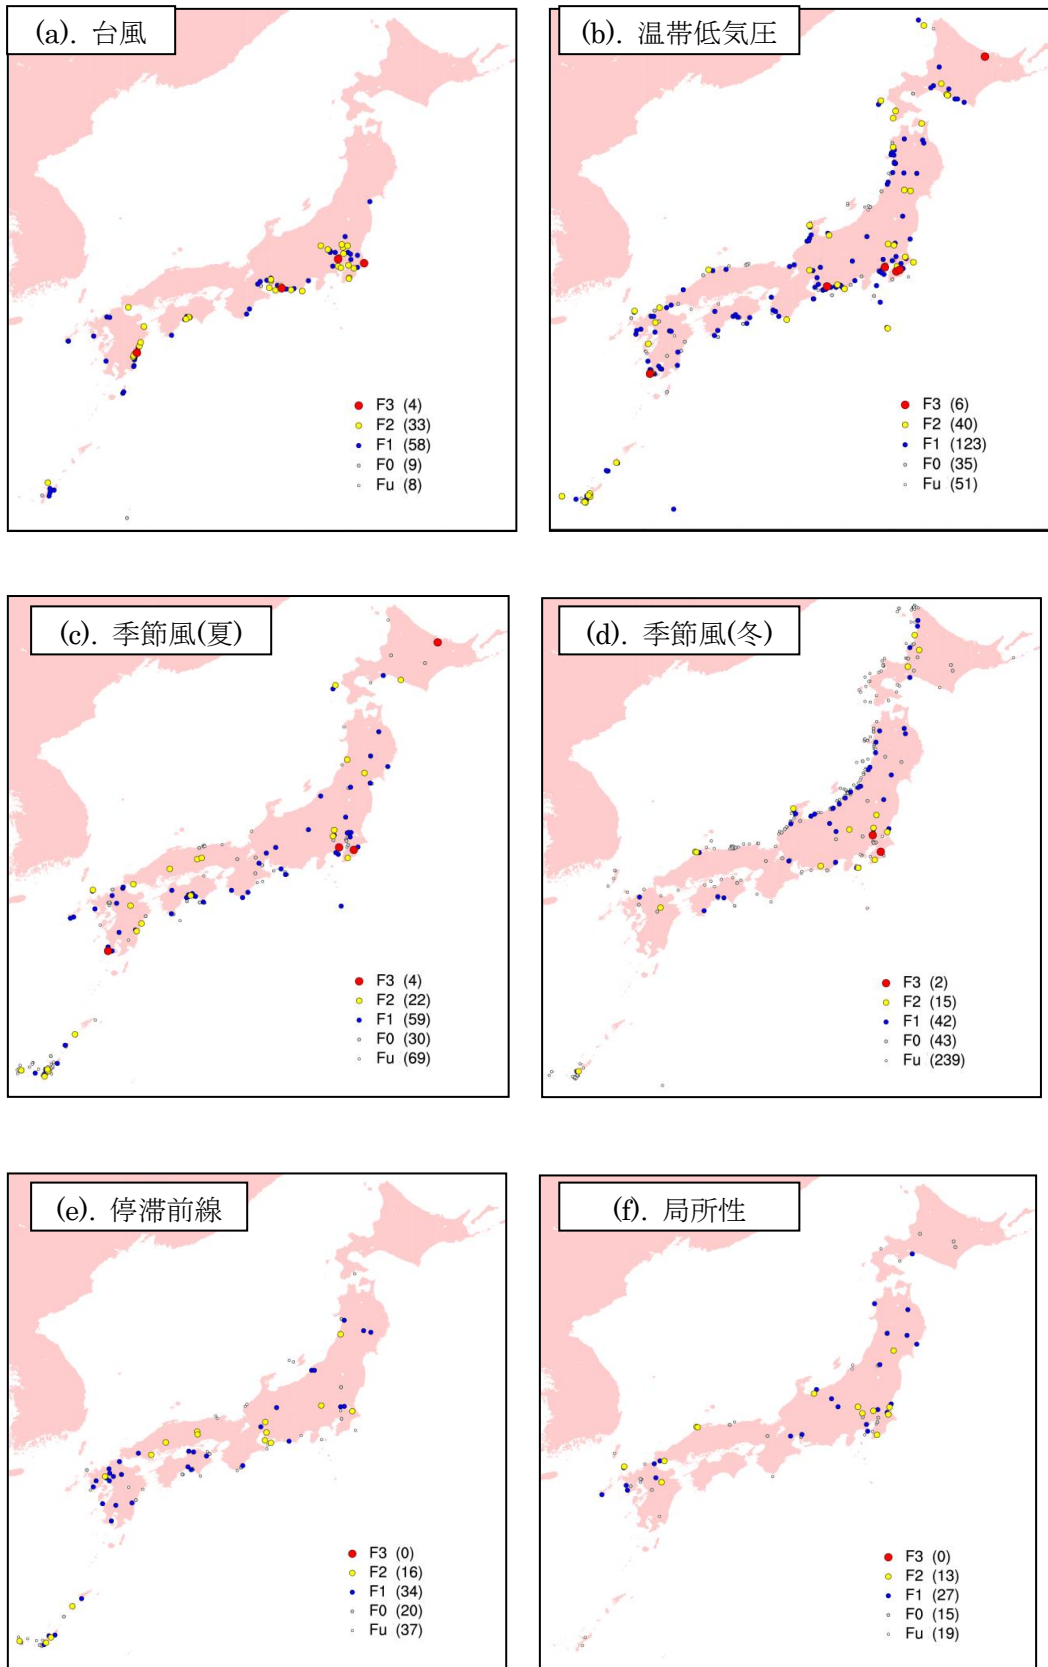 (a). 台風
F3 (4)
F2 (33)
F1 (58)
F0 (9)
Fu (8)
(b). 温帯低気圧
F3 (6)
F2 (40)
F1 (123)
F0 (35)
Fu (51)
(c). 季節風(夏)
F3 (4)
F2 (22)
F1 (59)
F0 (30)
Fu (69)
(d). 季節風(冬)
F3 (2)
F2 (15)
F1 (42)
F0 (43)
Fu (239)
(e). 停滞前線
F3 (0)
F2 (16)
F1 (34)
F0 (20)
Fu (37)
(f). 局所性
F3 (0)
F2 (13)
F1 (27)
F0 (15)
Fu (19)